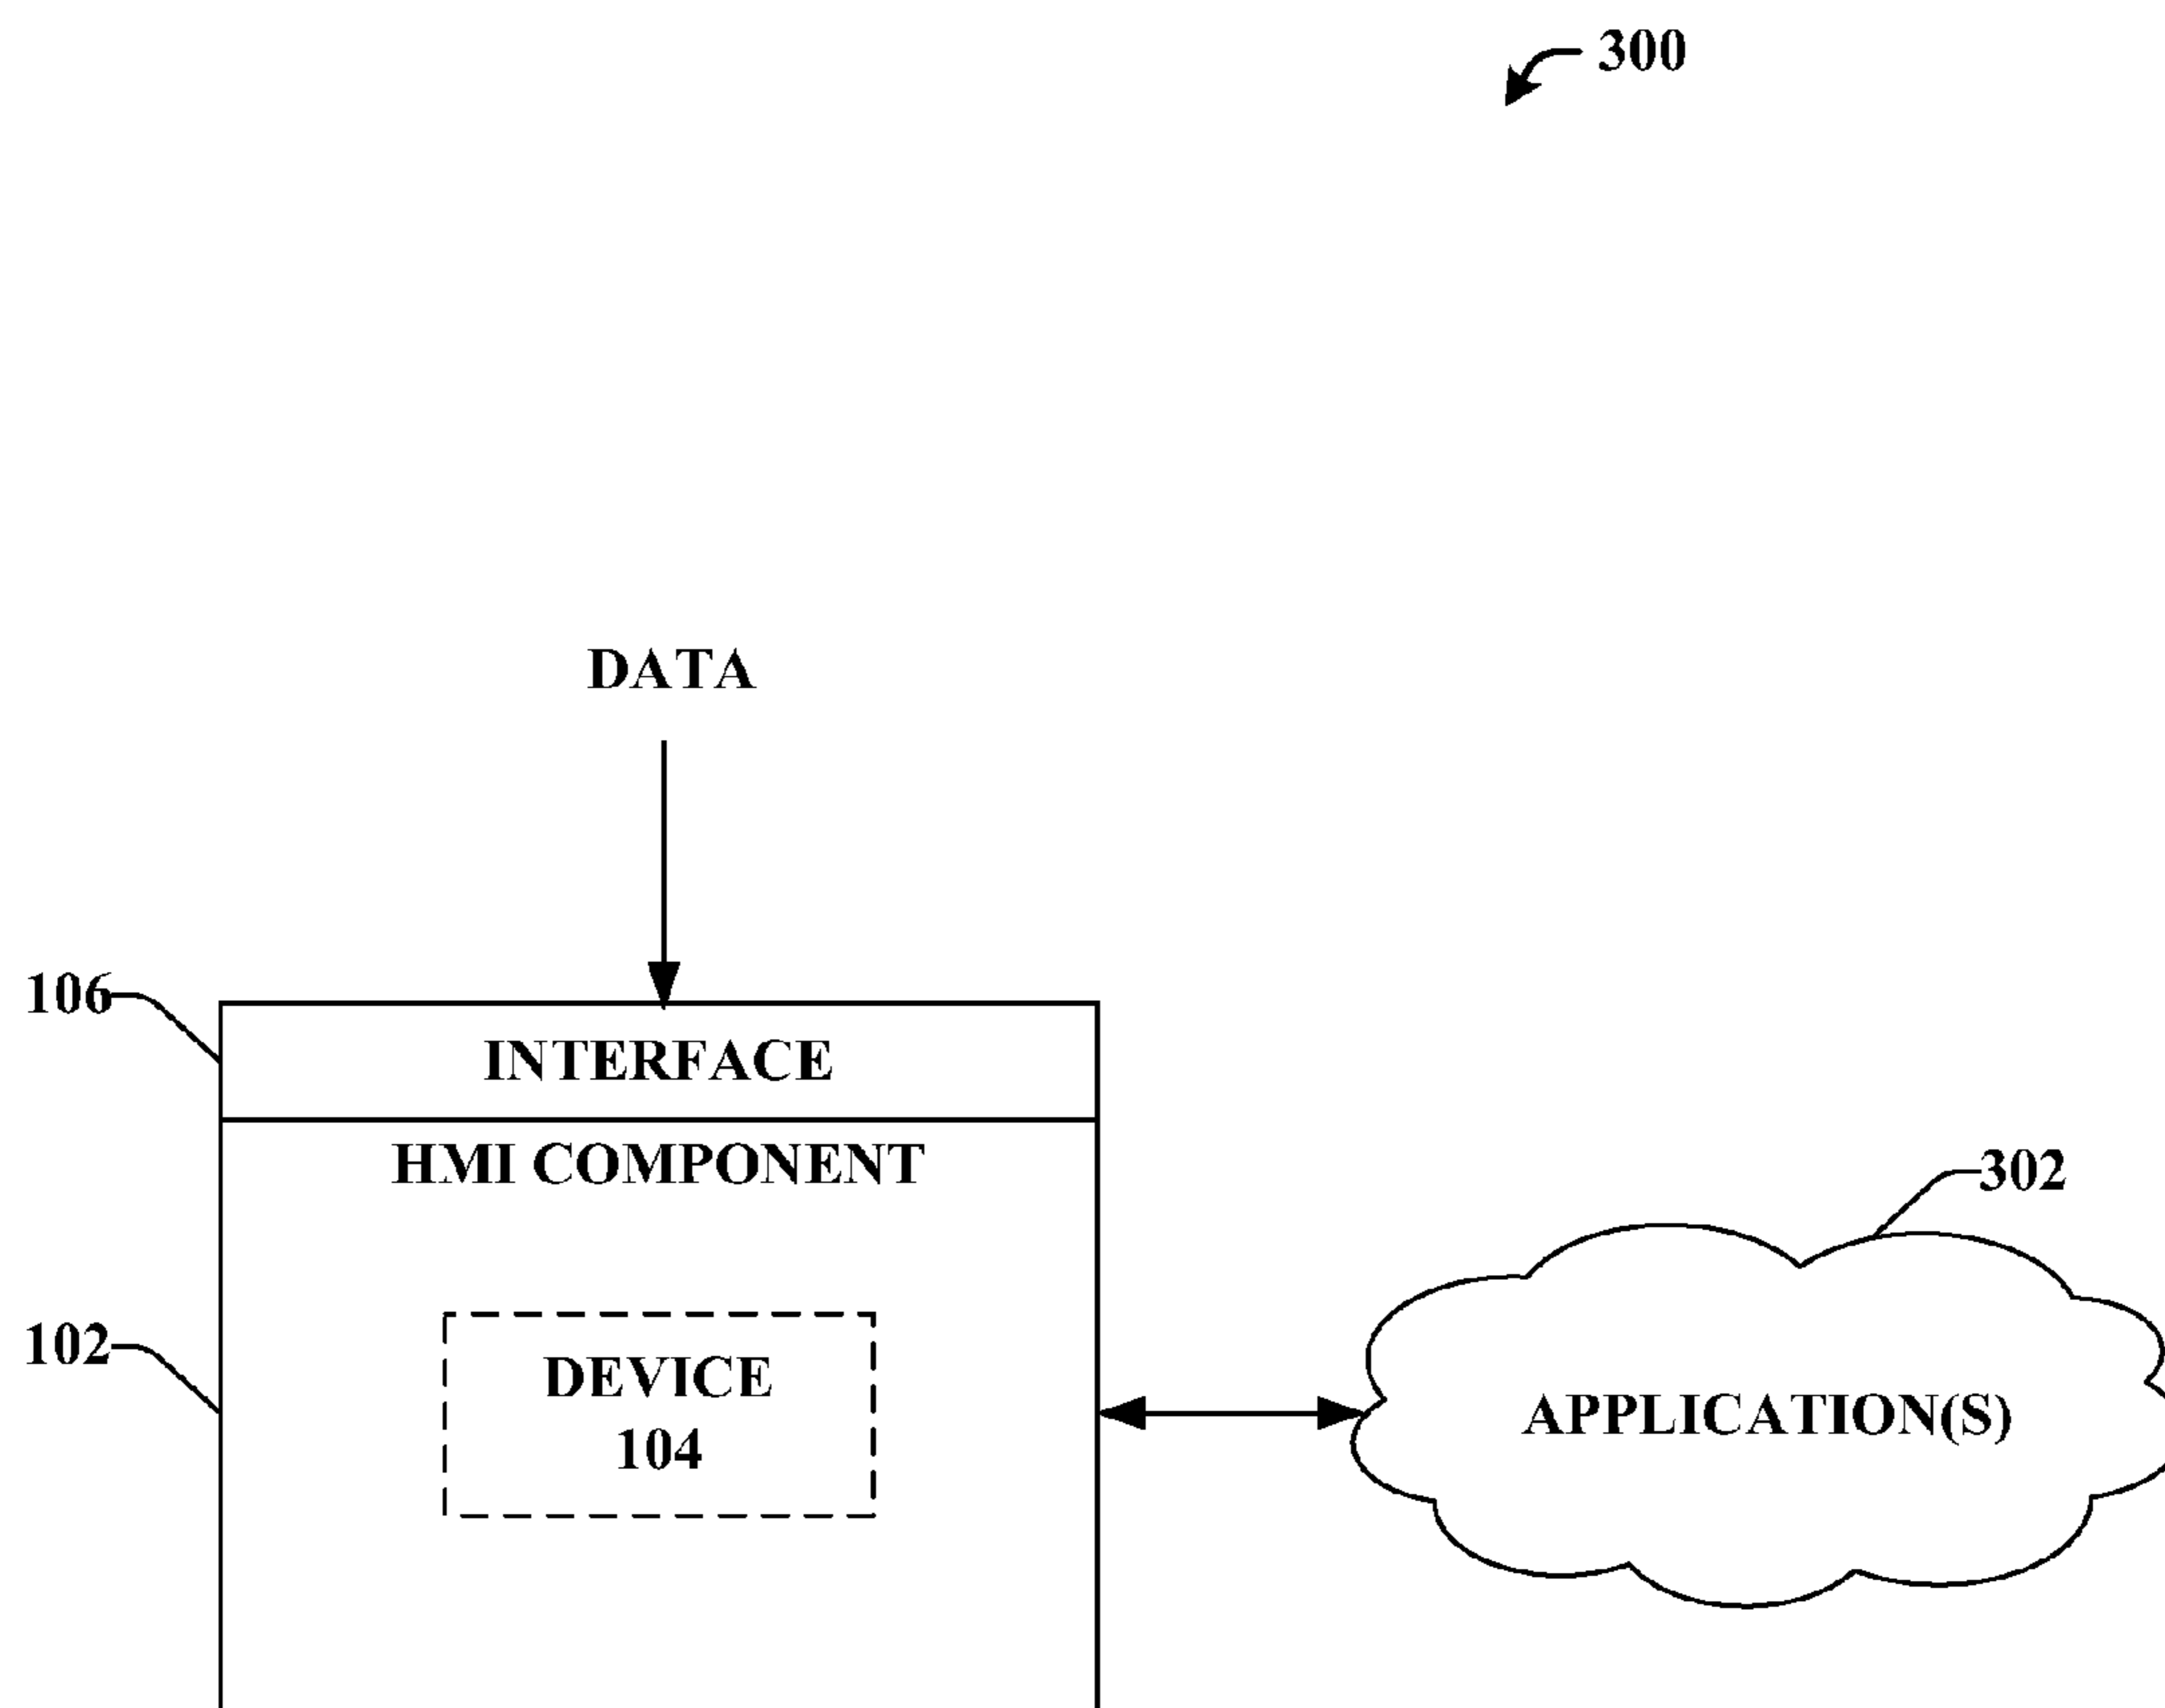 300
DATA
106
INTERFACE
HMI COMPONENT
302
102
DEVICE
104
APPLICATION(S)